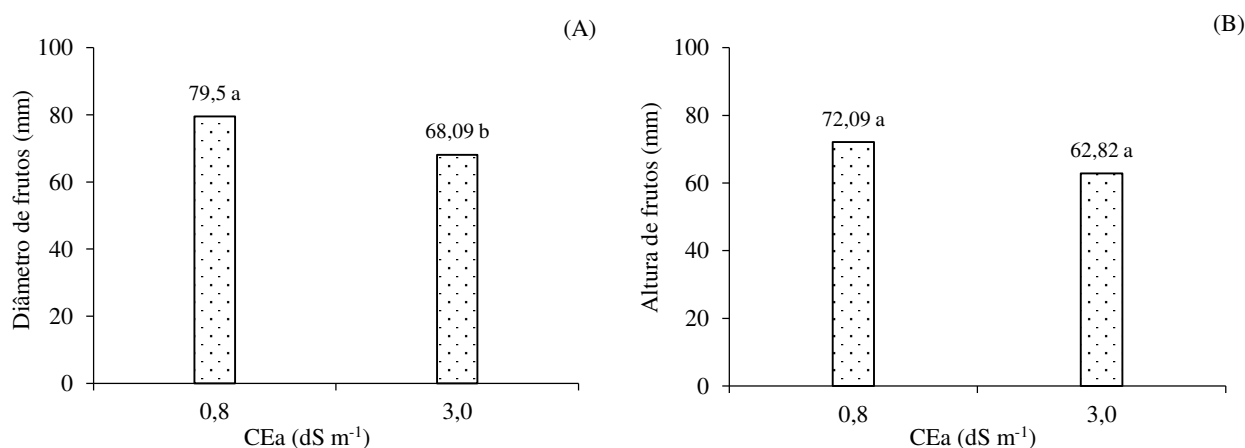 (A)
100
80
60
40
20
0
Diâmetro de frutos (mm)
79,5 a
68,09 b
0,8
3,0
CEa (dS m-1)
(B)
100
80
60
40
20
0
Altura de frutos (mm)
72,09 a
62,82 a
0,8
3,0
CEa (dS m-1)